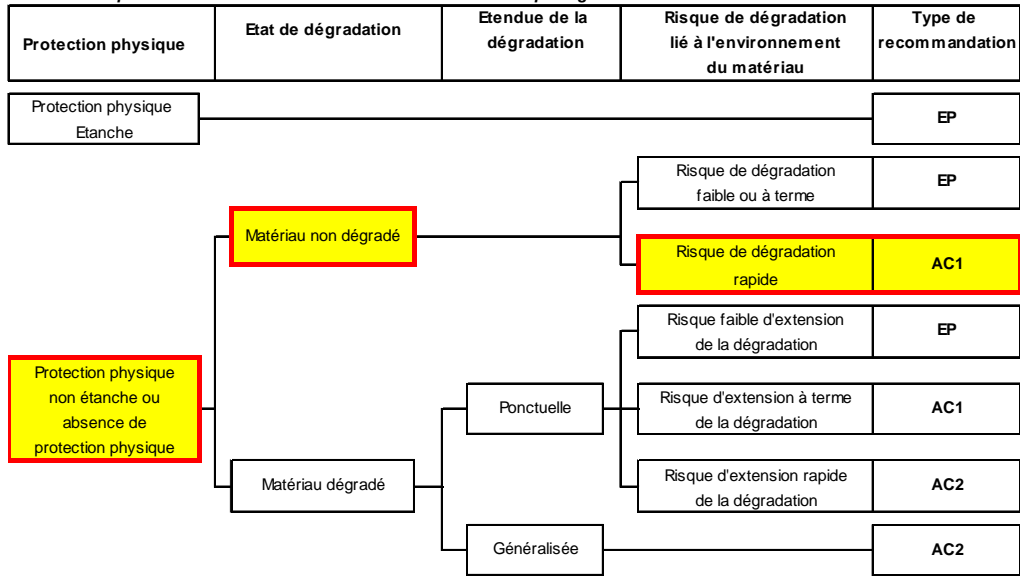 Protection physique
Etat de dégradation
Etendue de la
dégradation
Risque de dégradation
lié à l'environnement
du matériau
Type de
recommandation
Protection physique
Etanche
EP
Risque de dégradation
faible ou à terme
EP
Matériau non dégradé
Risque de dégradation
rapide
AC1
Risque faible d'extension
de la dégradation
EP
Protection physique
non étanche ou
absence de
protection physique
Ponctuelle
Risque d'extension à terme
de la dégradation
AC1
Matériau dégradé
Risque d'extension rapide
de la dégradation
AC2
Généralisée
AC2